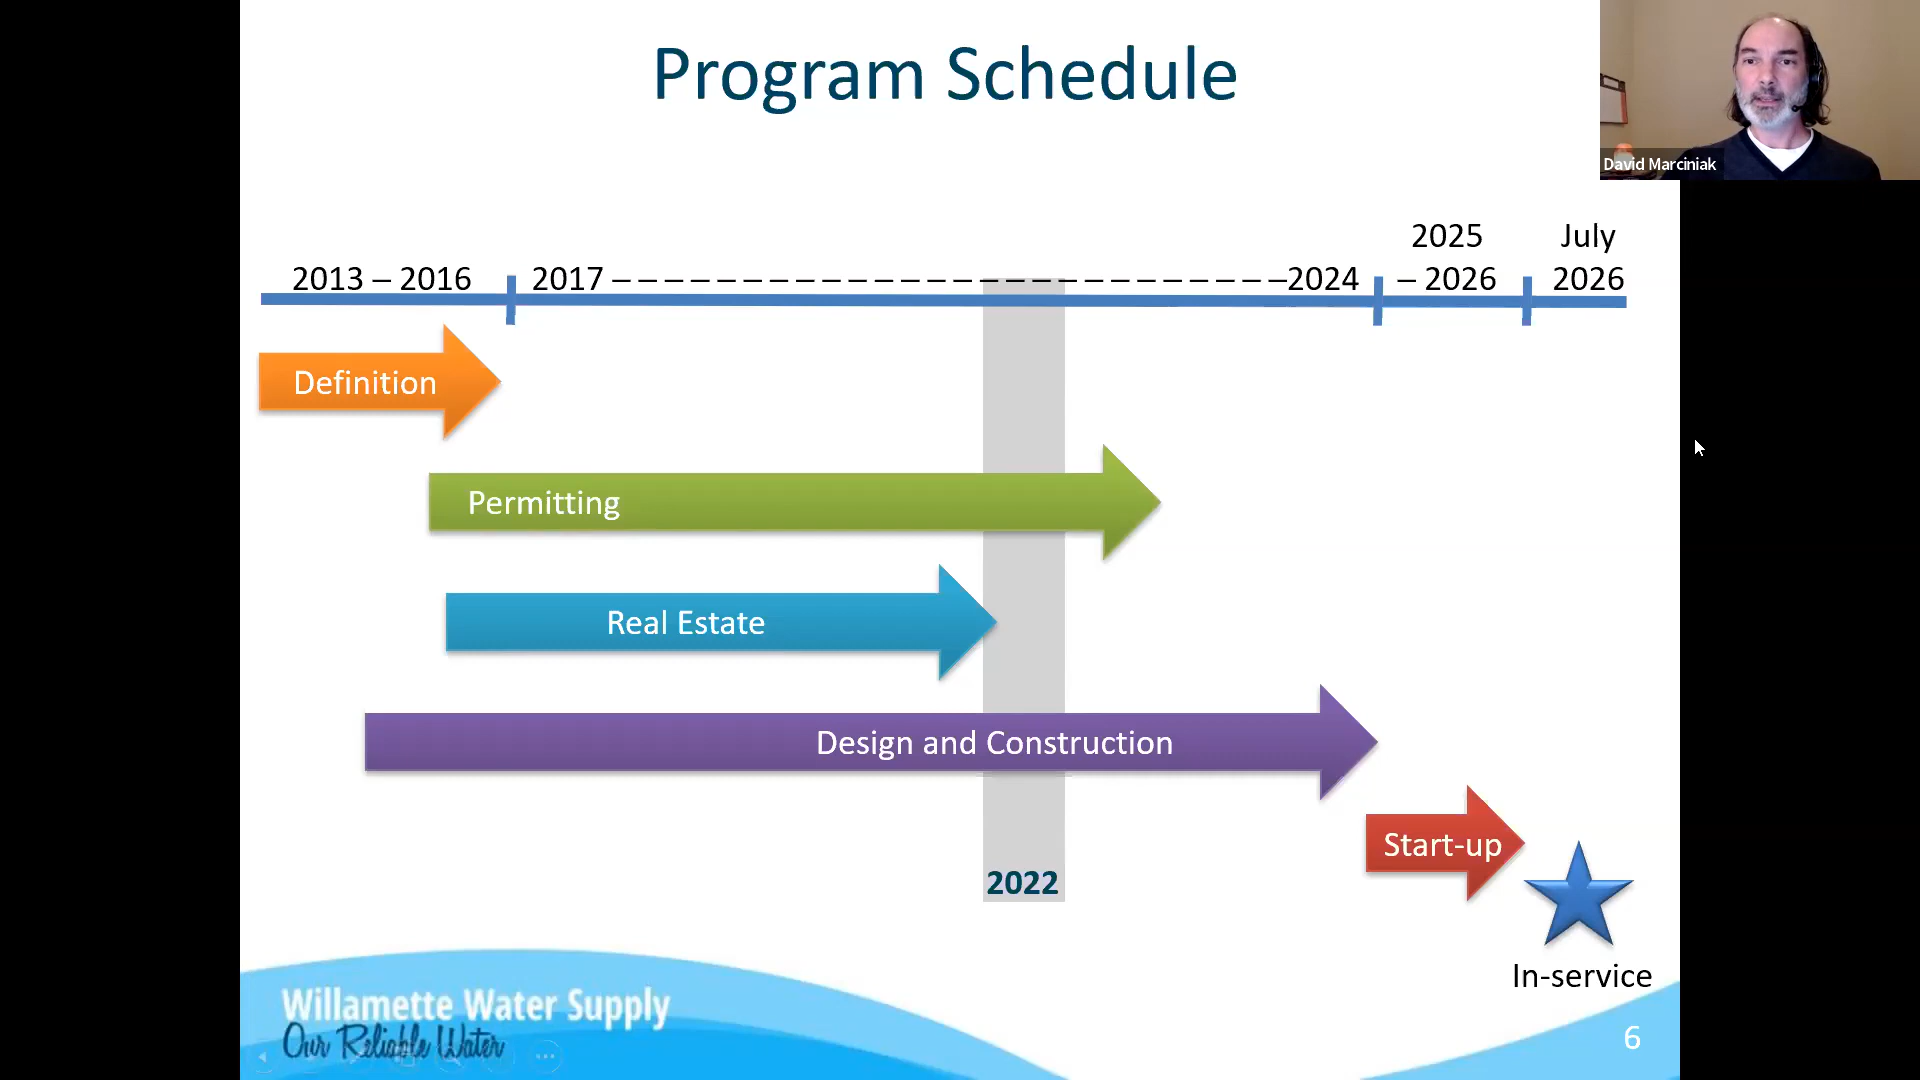 Program Schedule
David Marciniak
2013 – 2016
2017 – – – – – – – – – – – – – – – – – – – – – – – – – –2024
2025
– 2026
July
2026
Definition
Permitting
Real Estate
Design and Construction
Start-up
2022
In-service
Willamette Water Supply
Our Reliable Water
6